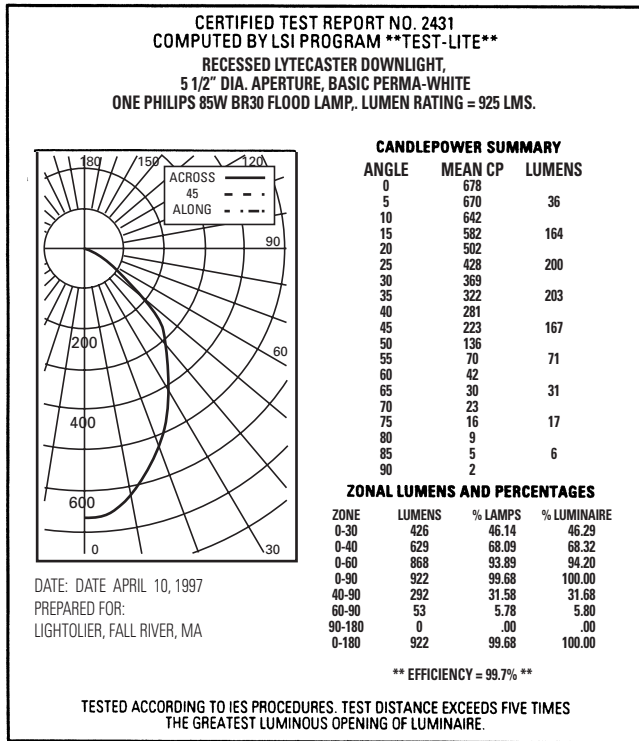 CERTIFIED TEST REPORT NO. 2431
COMPUTED BY LSI PROGRAM **TEST-LITE**
RECESSED LYTECASTER DOWNLIGHT,
5 1/2” DIA. APERTURE, BASIC PERMA-WHITE
ONE PHILIPS 85W BR30 FLOOD LAMP,. LUMEN RATING = 925 LMS.
180 150 120
ACROSS
45
ALONG
90
200
60
400
600
0 30
DATE: DATE APRIL 10, 1997
PREPARED FOR:
LIGHTOLIER, FALL RIVER, MA
CANDLEPOWER SUMMARY
ANGLE MEAN CP LUMENS
0 678
5 670 36
10 642
15 582 164
20 502
25 428 200
30 369
35 322 203
40 281
45 223 167
50 136
55 70 71
60 42
65 30 31
70 23
75 16 17
80 9
85 5 6
90 2
ZONAL LUMENS AND PERCENTAGES
ZONE LUMENS % LAMPS % LUMINAIRE
0-30 426 46.14 46.29
0-40 629 68.09 68.32
0-60 868 93.89 94.20
0-90 922 99.68 100.00
40-90 292 31.58 31.68
60-90 53 5.78 5.80
90-180 0 .00 .00
0-180 922 99.68 100.00
** EFFICIENCY = 99.7% **
TESTED ACCORDING TO IES PROCEDURES. TEST DISTANCE EXCEEDS FIVE TIMES
THE GREATEST LUMINOUS OPENING OF LUMINAIRE.